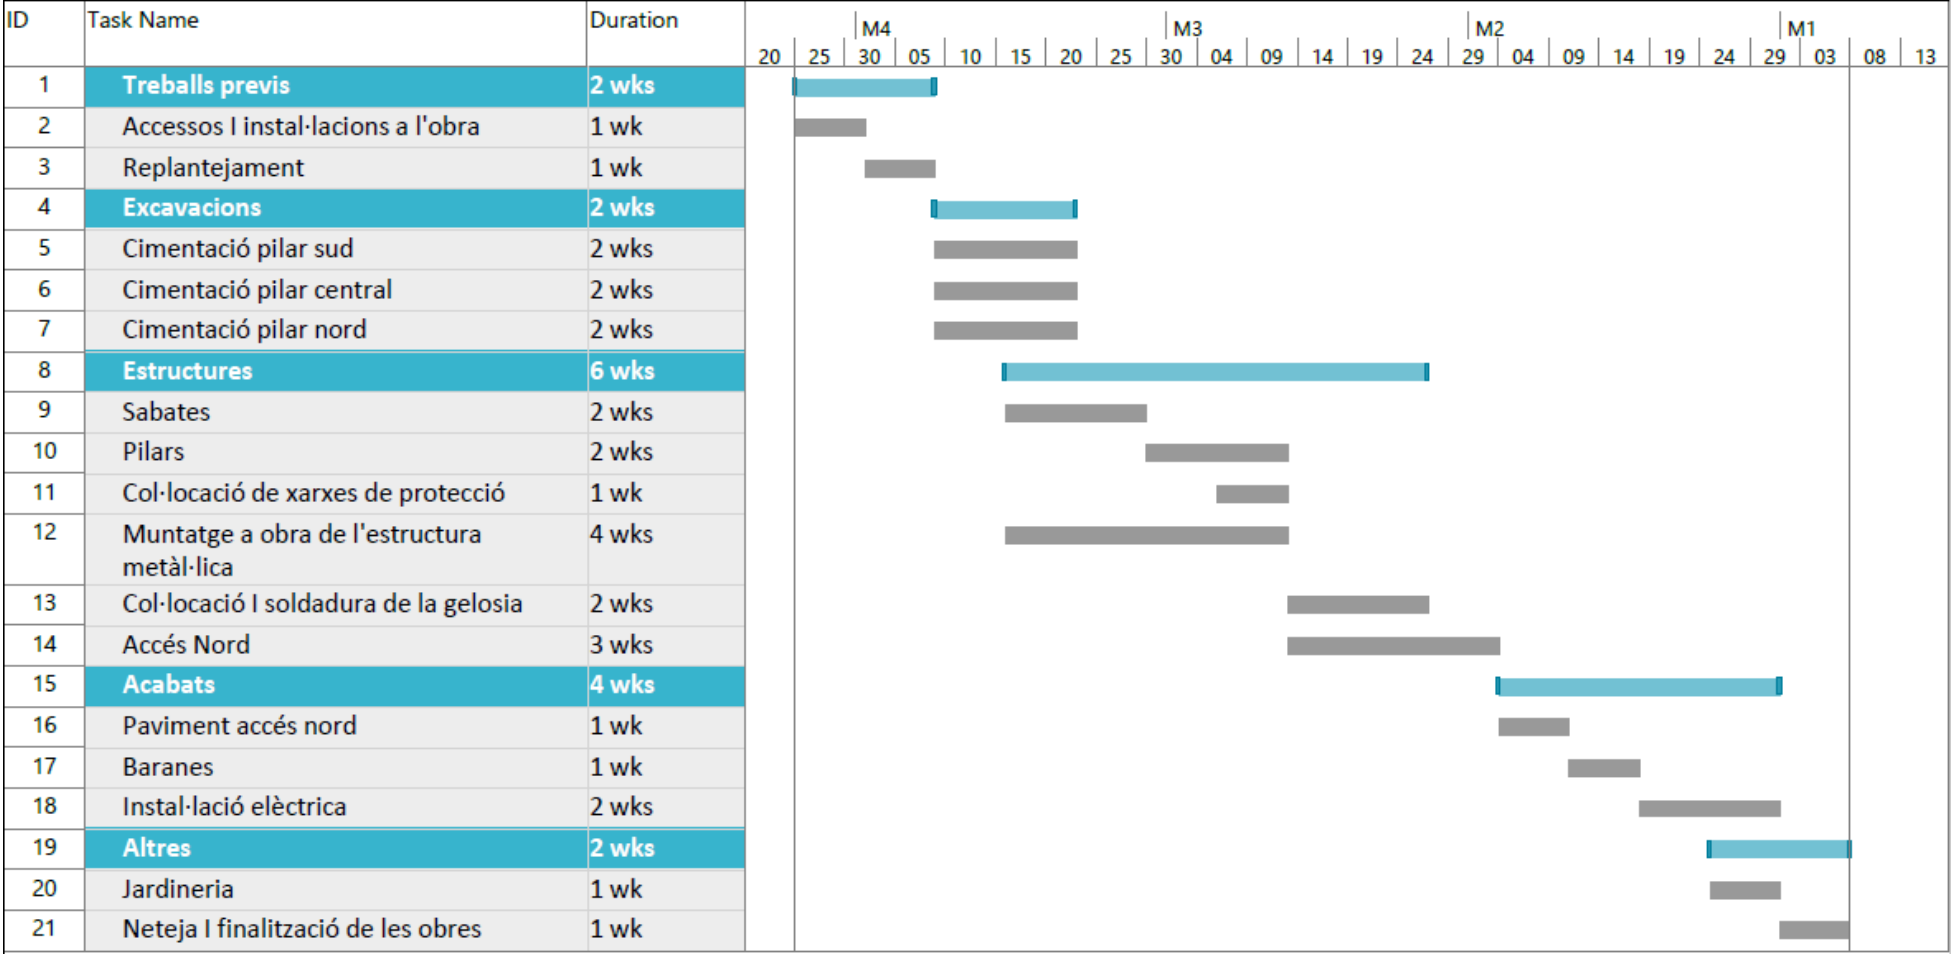 ID Task Name Duration M4 M3 M2 M1
20 25 30 05 10 15 20 25 30 04 09 14 19 24 29 04 09 14 19 24 29 03 08 13
1 Treballs previs 2 wks
2 Accessos I instal·lacions a l'obra 1 wk
3 Replantejament 1 wk
4 Excavacions 2 wks
5 Cimentació pilar sud 2 wks
6 Cimentació pilar central 2 wks
7 Cimentació pilar nord 2 wks
8 Estructures 6 wks
9 Sabates 2 wks
10 Pilars 2 wks
11 Col·locació de xarxes de protecció 1 wk
12 Muntatge a obra de l'estructura 4 wks
metàl·lica
13 Col·locació I soldadura de la gelosia 2 wks
14 Accés Nord 3 wks
15 Acabats 4 wks
16 Paviment accés nord 1 wk
17 Baranes 1 wk
18 Instal·lació elèctrica 2 wks
19 Altres 2 wks
20 Jardineria 1 wk
21 Neteja I finalització de les obres 1 wk